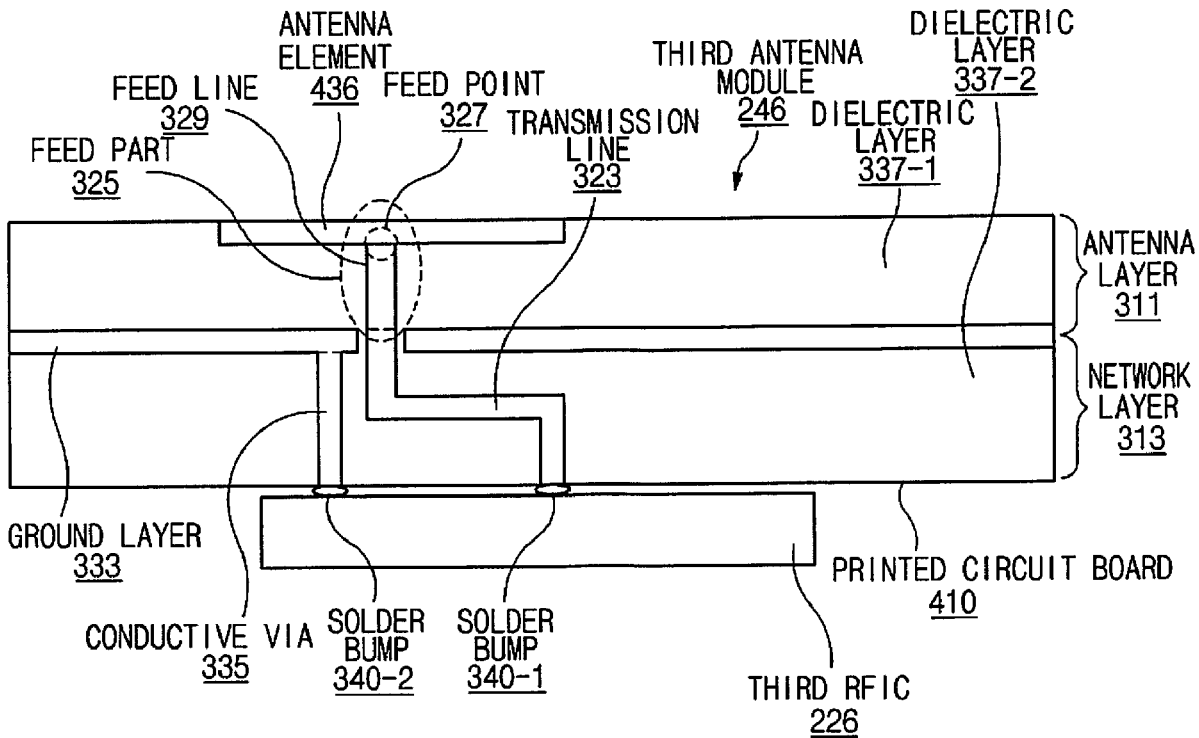 ANTENNA
ELEMENT
436
FEED POINT
327
FEED LINE
329
FEED PART
325
TRANSMISSION
LINE
323
THIRD ANTENNA
MODULE
246
DIELECTRIC
LAYER
337-1
DIELECTRIC
LAYER
337-2
ANTENNA
LAYER
311
NETWORK
LAYER
313
GROUND LAYER
333
CONDUCTIVE VIA
335
SOLDER
BUMP
340-2
SOLDER
BUMP
340-1
THIRD RFIC
226
PRINTED CIRCUIT BOARD
410